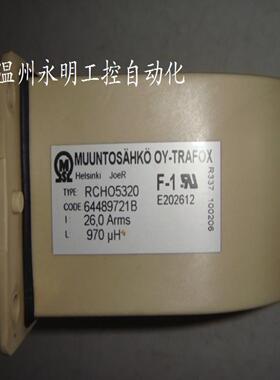 温州永明工控自动化
MUUNTOSÄHKÖ OY-TRAFOX
Helsinki JoeR
TYPE: RCHO5320
F-1
CODE 64489721B
E202612
I: 26,0 Arms
L: 970 µH
R337 100206